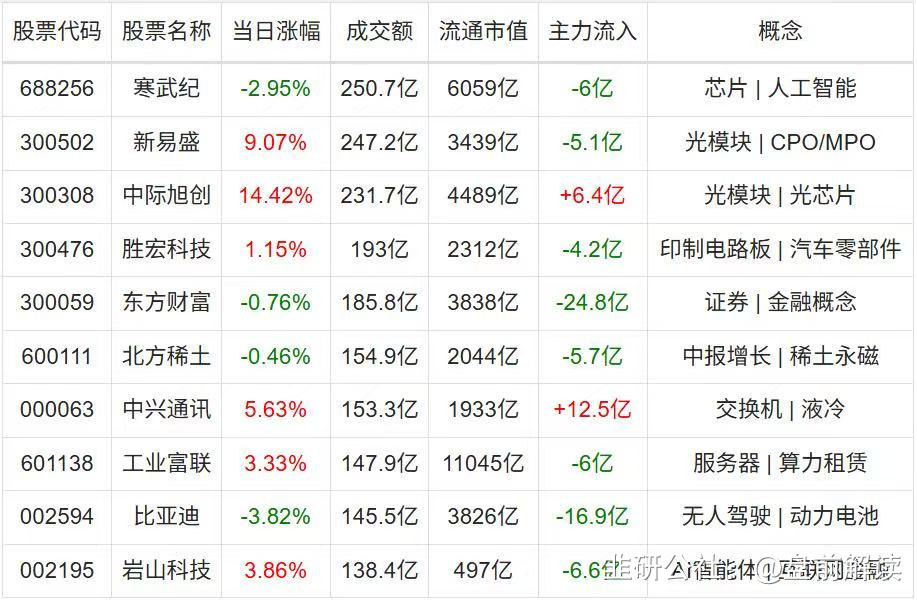 股票代码 股票名称 当日涨幅 成交额 流通市值 主力流入 概念
688256 寒武纪 -2.95% 250.7亿 6059亿 -6亿 芯片 | 人工智能
300502 新易盛 9.07% 247.2亿 3439亿 -5.1亿 光模块 | CPO/MPO
300308 中际旭创 14.42% 231.7亿 4489亿 +6.4亿 光模块 | 光芯片
300476 胜宏科技 1.15% 193亿 2312亿 -4.2亿 印制电路板 | 汽车零部件
300059 东方财富 -0.76% 185.8亿 3838亿 -24.8亿 证券 | 金融概念
600111 北方稀土 -0.46% 154.9亿 2044亿 -5.7亿 中报增长 | 稀土永磁
000063 中兴通讯 5.63% 153.3亿 1933亿 +12.5亿 交换机 | 液冷
601138 工业富联 3.33% 147.9亿 11045亿 -6亿 服务器 | 算力租赁
002594 比亚迪 -3.82% 145.5亿 3826亿 -16.9亿 无人驾驶 | 动力电池
002195 岩山科技 3.86% 138.4亿 497亿 -6.6亿 AI智能体 |
韭研公社 @盘前解读